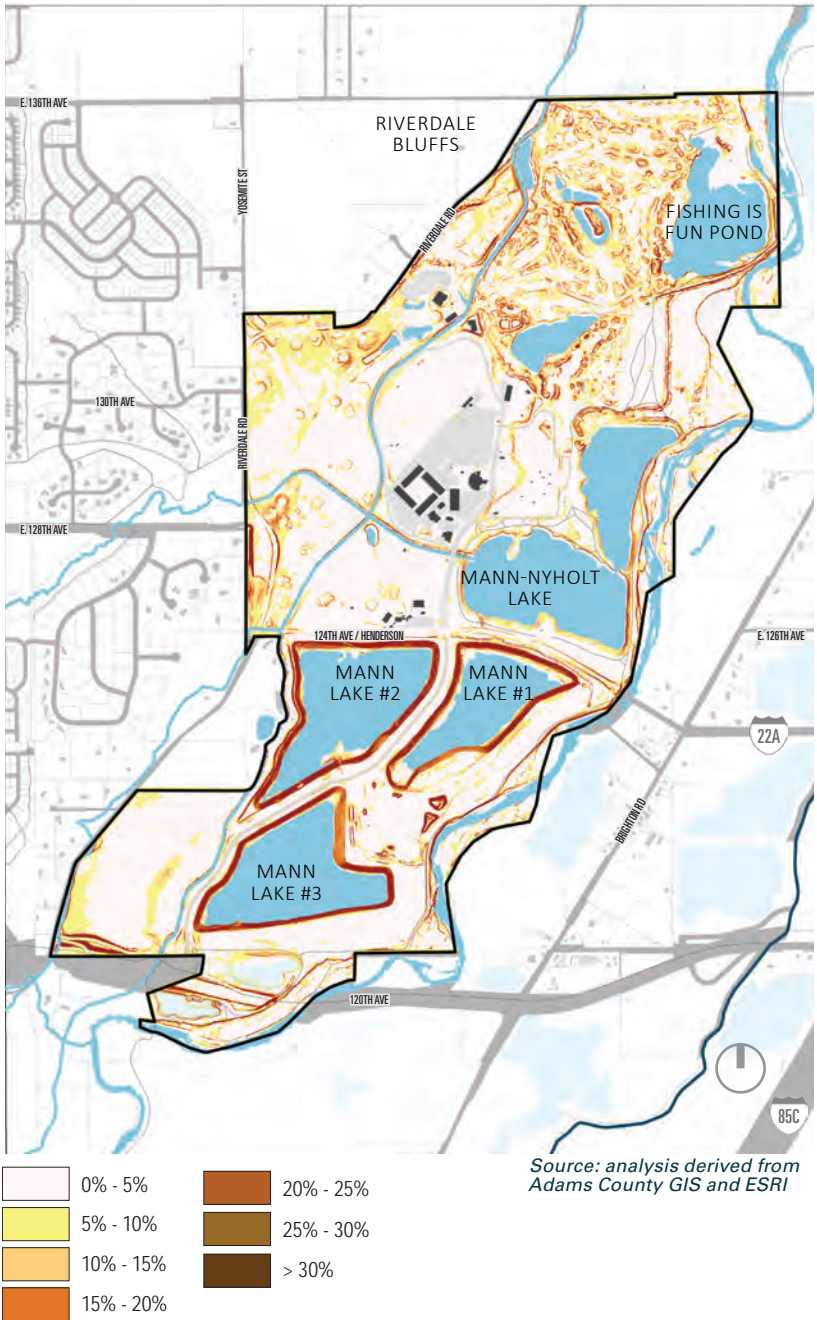 E. 136TH AVE
RIVERDALE
BLUFFS
YOSEMITE ST
RIVERDALE RD
FISHING IS
FUN POND
130TH AVE
RIVERDALE RD
E. 128TH AVE
MANN-NYHOLT
LAKE
124TH AVE / HENDERSON
E. 126TH AVE
MANN
LAKE #2
MANN
LAKE #1
22A
BRIGHTON RD
MANN
LAKE #3
120TH AVE
85C
Source: analysis derived from
Adams County GIS and ESRI
0% - 5%
5% - 10%
10% - 15%
15% - 20%
20% - 25%
25% - 30%
> 30%